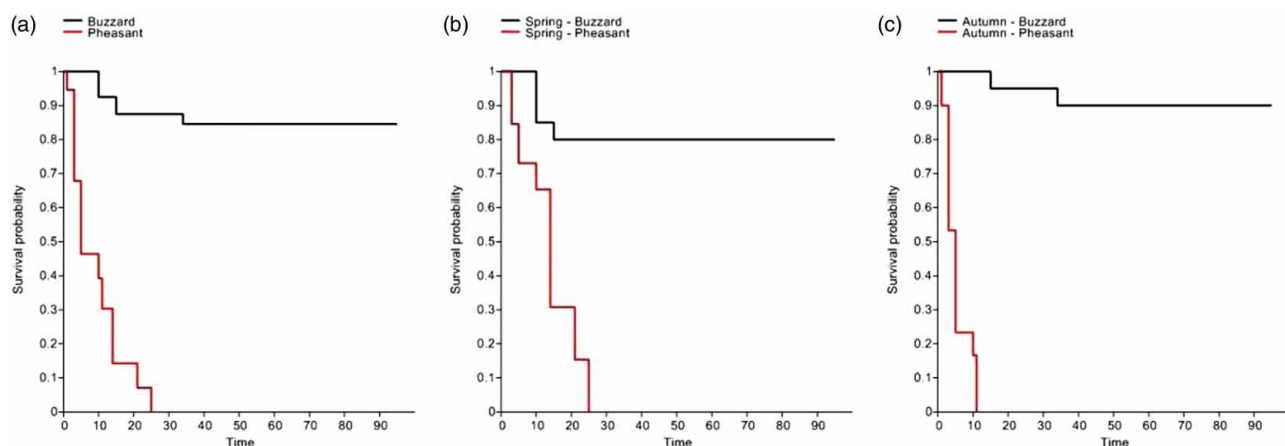 (a)
Buzzard
Pheasant
1
0.9
0.8
0.7
0.6
0.5
0.4
0.3
0.2
0.1
0
Survival probability
0 10 20 30 40 50 60 70 80 90
Time
(b)
Spring - Buzzard
Spring - Pheasant
1
0.9
0.8
0.7
0.6
0.5
0.4
0.3
0.2
0.1
0
Survival probability
0 10 20 30 40 50 60 70 80 90
Time
(c)
Autumn - Buzzard
Autumn - Pheasant
1
0.9
0.8
0.7
0.6
0.5
0.4
0.3
0.2
0.1
0
Survival probability
0 10 20 30 40 50 60 70 80 90
Time